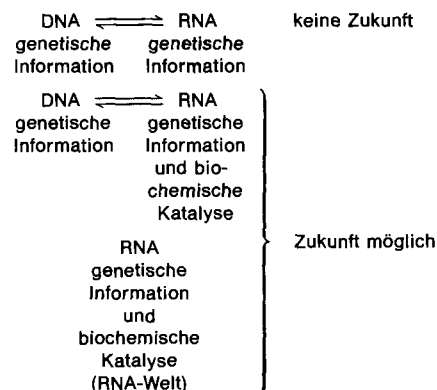 DNA ⇌ RNA keine Zukunft
genetische genetische
Information Information
DNA ⇌ RNA
genetische genetische
Information Information
und bio-
chemische
Katalyse
Zukunft möglich
RNA
genetische
Information
und
biochemische
Katalyse
(RNA-Welt)